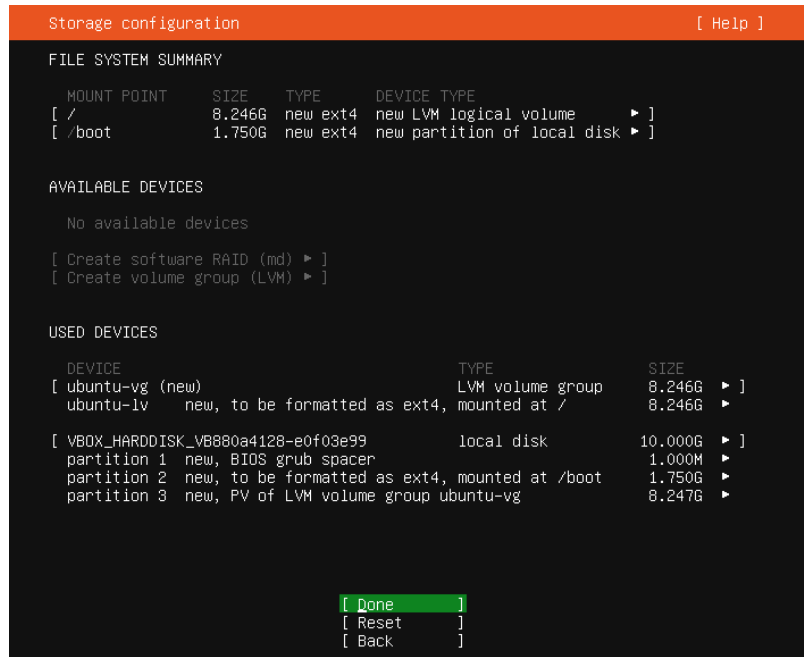 Storage configuration [ Help ]
FILE SYSTEM SUMMARY
MOUNT POINT SIZE TYPE DEVICE TYPE
[ / 8.246G new ext4 new LVM logical volume ▸ ]
[ /boot 1.750G new ext4 new partition of local disk ▸ ]
AVAILABLE DEVICES
No available devices
[ Create software RAID (md) ▸ ]
[ Create volume group (LVM) ▸ ]
USED DEVICES
DEVICE TYPE SIZE
[ ubuntu-vg (new) LVM volume group 8.246G ▸ ]
ubuntu-lv new, to be formatted as ext4, mounted at / 8.246G ▸
[ VBOX_HARDDISK_VB880a4128-e0f03e99 local disk 10.000G ▸ ]
partition 1 new, BIOS grub spacer 1.000M ▸
partition 2 new, to be formatted as ext4, mounted at /boot 1.750G ▸
partition 3 new, PV of LVM volume group ubuntu-vg 8.247G ▸
[ Done ]
[ Reset ]
[ Back ]